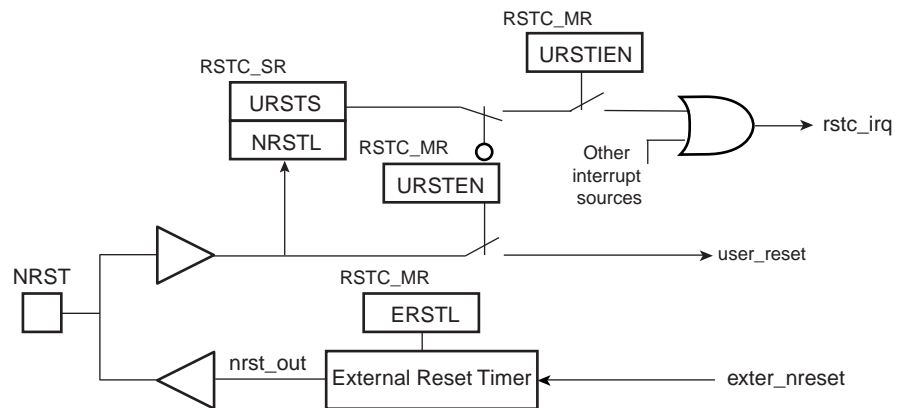 RSTC_MR
URSTIEN
RSTC_SR
URSTS
NRSTL
rstc_irq
RSTC_MR
Other
interrupt
sources
URSTEN
user_reset
NRST
RSTC_MR
ERSTL
nrst_out
External Reset Timer
exter_nreset